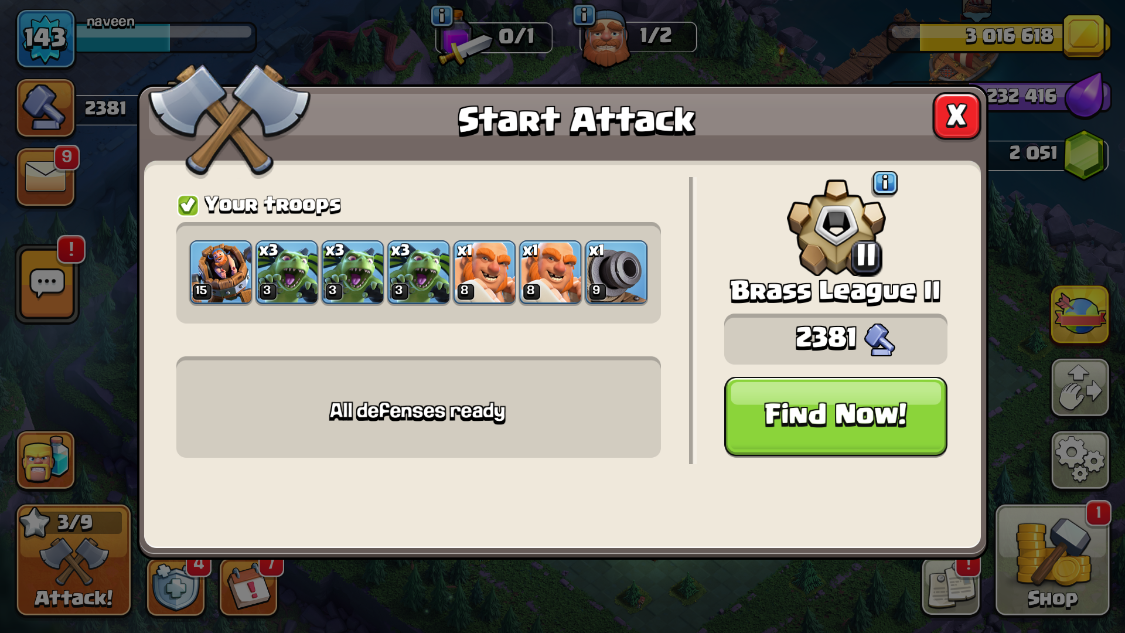 143
naveen
0/1
1/2
3 016 618
2381
Start Attack
X
232 416
9
2 051
Your troops
x3
x3
x3
x1
x1
x1
15
3
3
3
8
8
9
II
Brass League II
2381
!
All defenses ready
Find Now!
3/9
Attack!
4
7
!
!
1
Shop